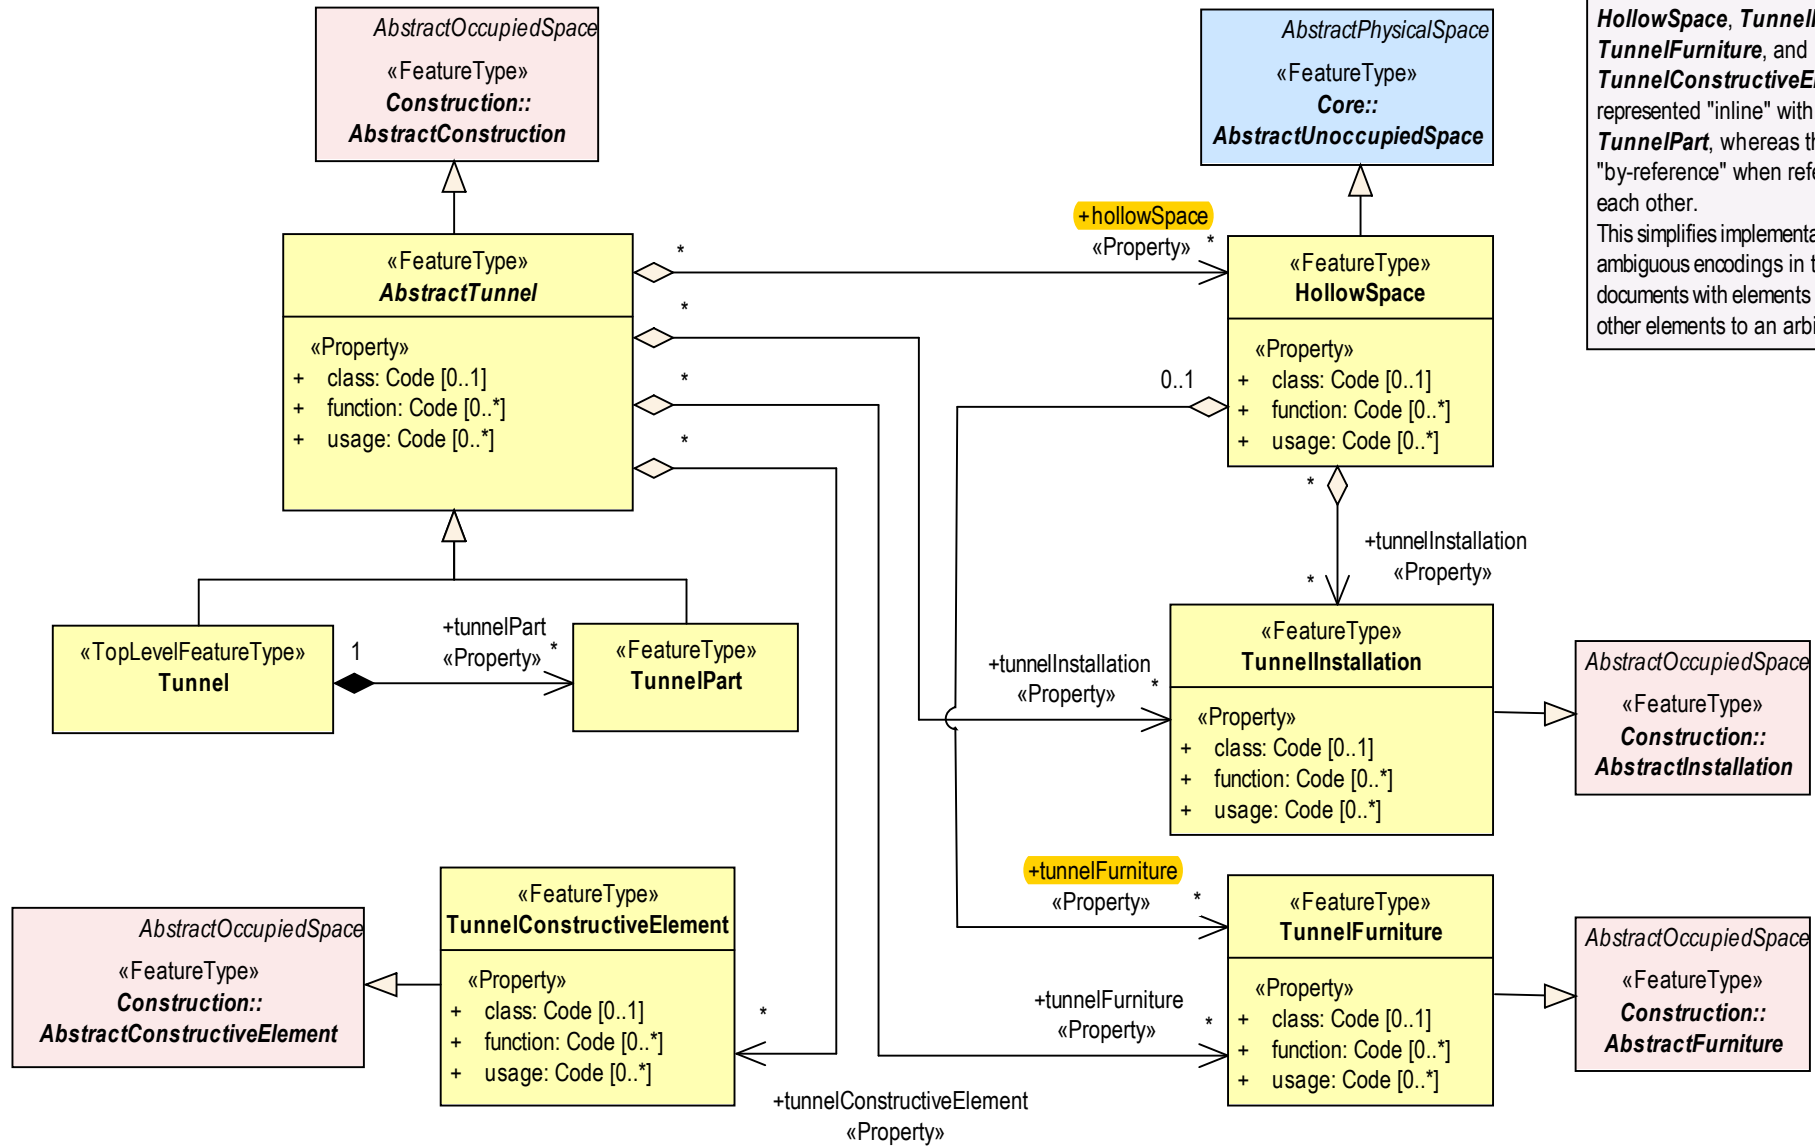 AbstractOccupiedSpace
«FeatureType»
Construction::
AbstractConstruction
AbstractPhysicalSpace
«FeatureType»
Core::
AbstractUnoccupiedSpace
HollowSpace,
TunnelFurniture, and
represented "inline" with
TunnelPart, whereas
"by-reference" when
each other.
This simplifies
ambiguous encodings in
documents with elements
other elements to an
«FeatureType»
AbstractTunnel
«Property»
+ class: Code [0..1]
+ function: Code [0..*]
+ usage: Code [0..*]
*
*
*
*
+hollowSpace
«Property» *
«FeatureType»
HollowSpace
«Property»
+ class: Code [0..1]
+ function: Code [0..*]
+ usage: Code [0..*]
0..1
*
+tunnelInstallation
«Property»
*
«TopLevelFeatureType»
Tunnel
1
+tunnelPart
«Property» *
«FeatureType»
TunnelPart
+tunnelInstallation
«Property» *
«FeatureType»
TunnelInstallation
«Property»
+ class: Code [0..1]
+ function: Code [0..*]
+ usage: Code [0..*]
AbstractOccupiedSpace
«FeatureType»
Construction::
AbstractInstallation
AbstractOccupiedSpace
«FeatureType»
Construction::
AbstractConstructiveElement
«FeatureType»
TunnelConstructiveElement
«Property»
+ class: Code [0..1]
+ function: Code [0..*]
+ usage: Code [0..*]
*
+tunnelConstructiveElement
«Property»
+tunnelFurniture
«Property» *
+tunnelFurniture
«Property» *
«FeatureType»
TunnelFurniture
«Property»
+ class: Code [0..1]
+ function: Code [0..*]
+ usage: Code [0..*]
AbstractOccupiedSpace
«FeatureType»
Construction::
AbstractFurniture